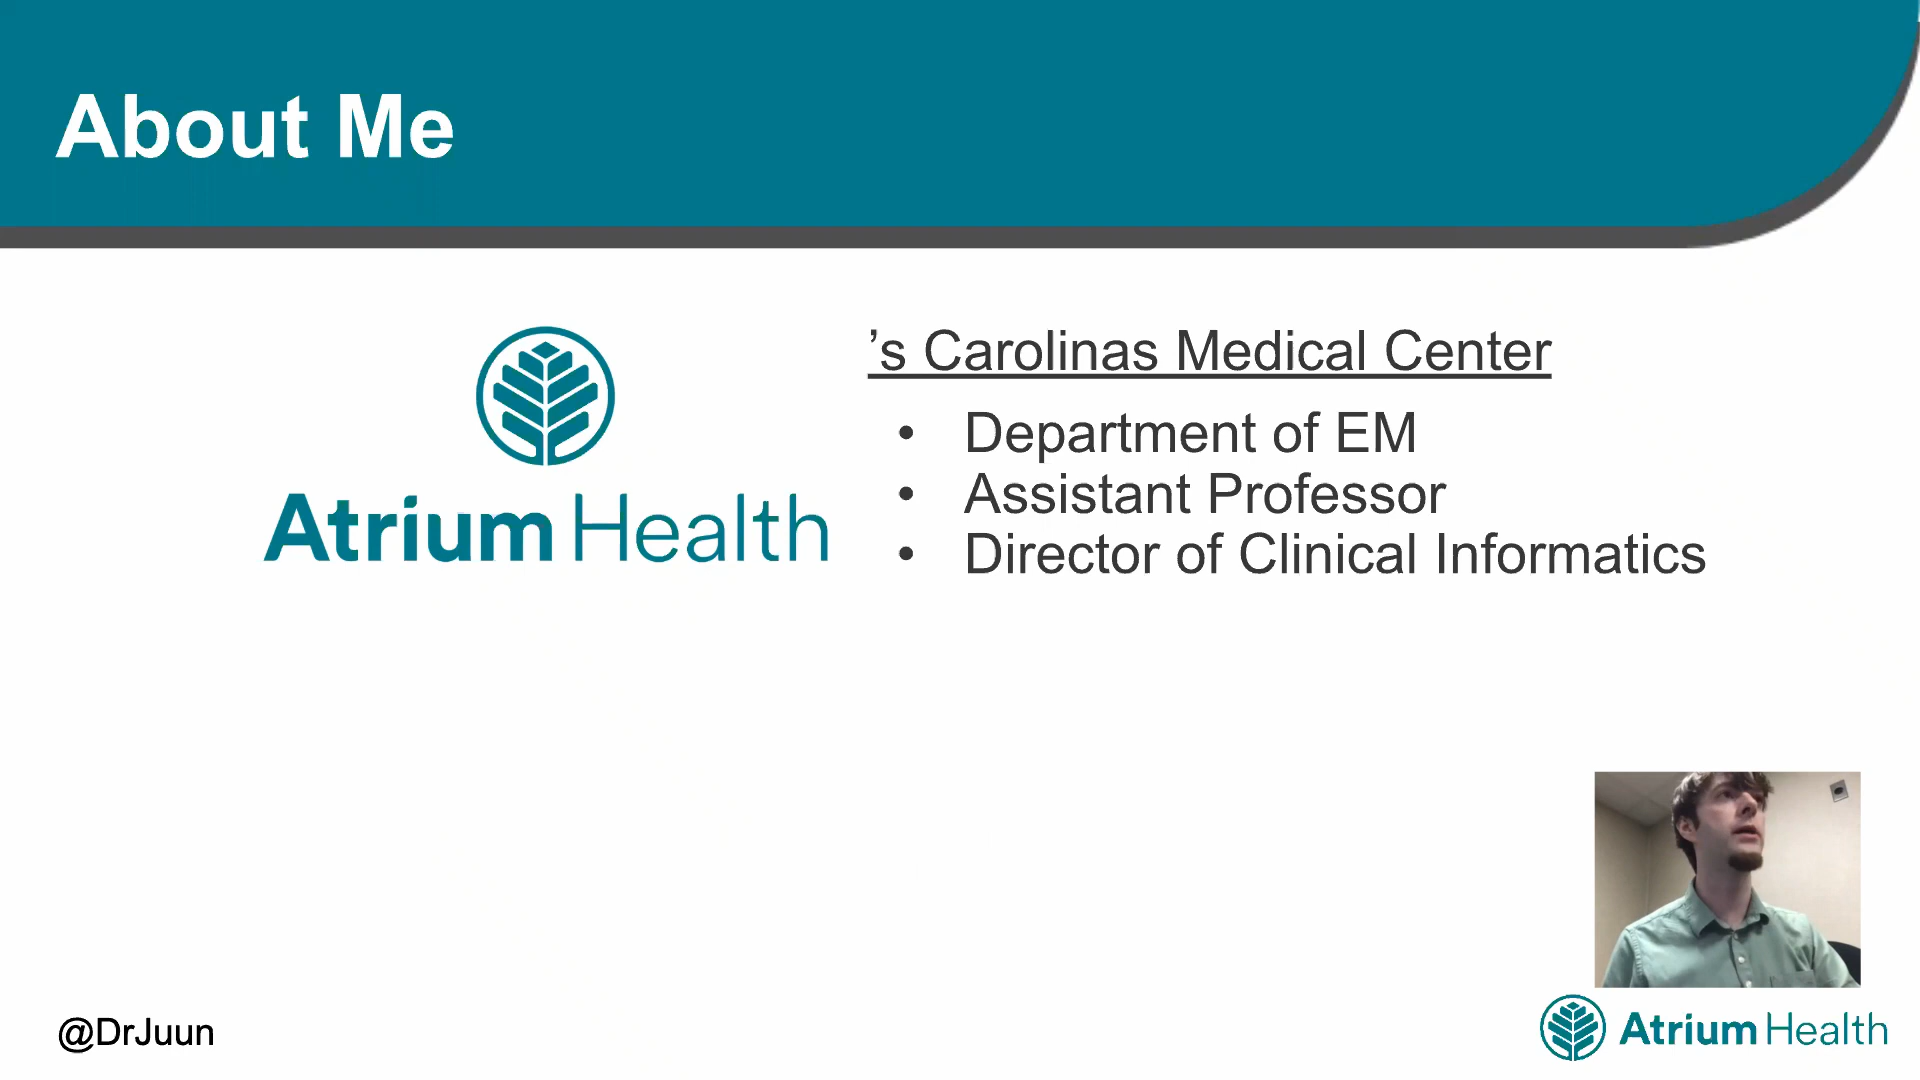 About Me
Atrium Health
’s Carolinas Medical Center
• Department of EM
• Assistant Professor
• Director of Clinical Informatics
@DrJuun
Atrium Health